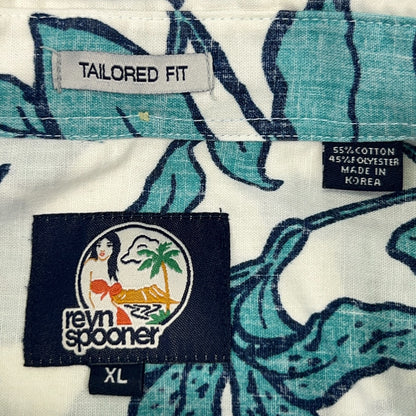 TAILORED FIT
55% COTTON
45% POLYESTER
MADE IN
KOREA
reyn
spooner
XL